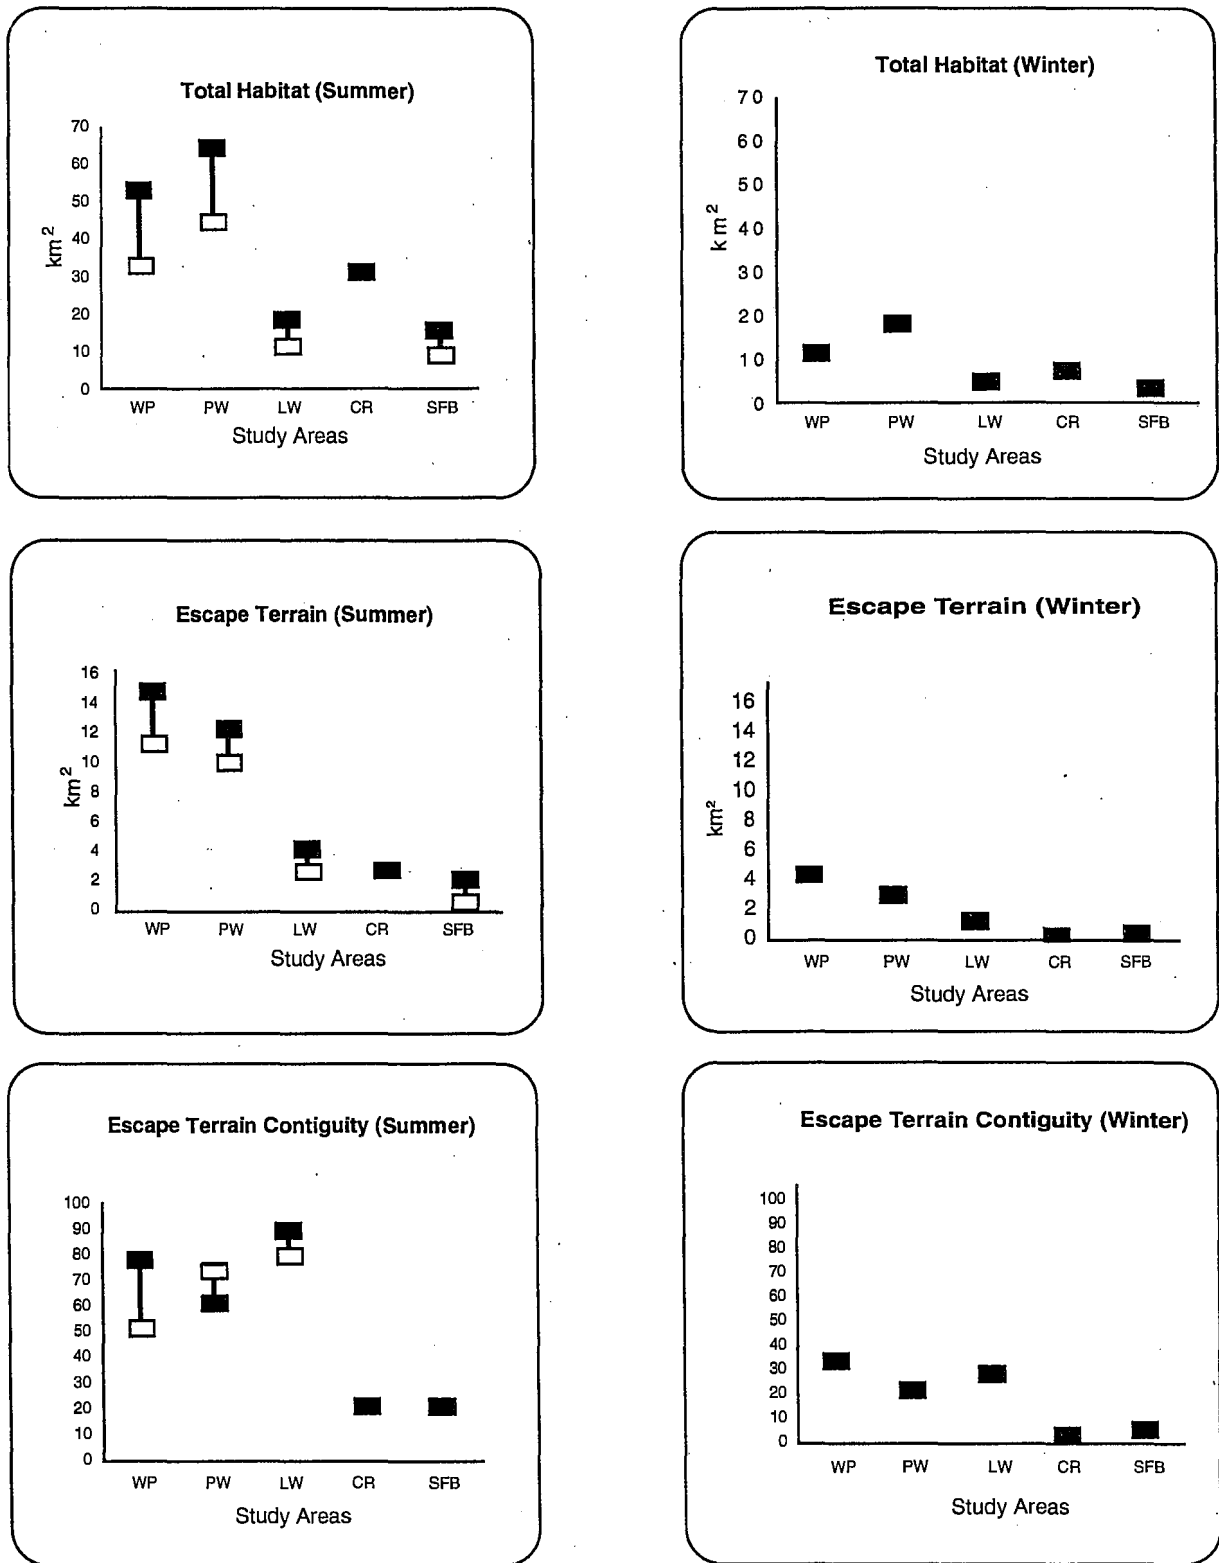 Total Habitat (Summer)
70
60
50
40
30
20
10
0
km²
WP PW LW CR SFB
Study Areas
Total Habitat (Winter)
70
60
50
40
30
20
10
0
km²
WP PW LW CR SFB
Study Areas
Escape Terrain (Summer)
16
14
12
10
8
6
4
2
0
km²
WP PW LW CR SFB
Study Areas
Escape Terrain (Winter)
16
14
12
10
8
6
4
2
0
km²
WP PW LW CR SFB
Study Areas
Escape Terrain Contiguity (Summer)
100
90
80
70
60
50
40
30
20
10
0
WP PW LW CR SFB
Study Areas
Escape Terrain Contiguity (Winter)
100
90
80
70
60
50
40
30
20
10
0
WP PW LW CR SFB
Study Areas